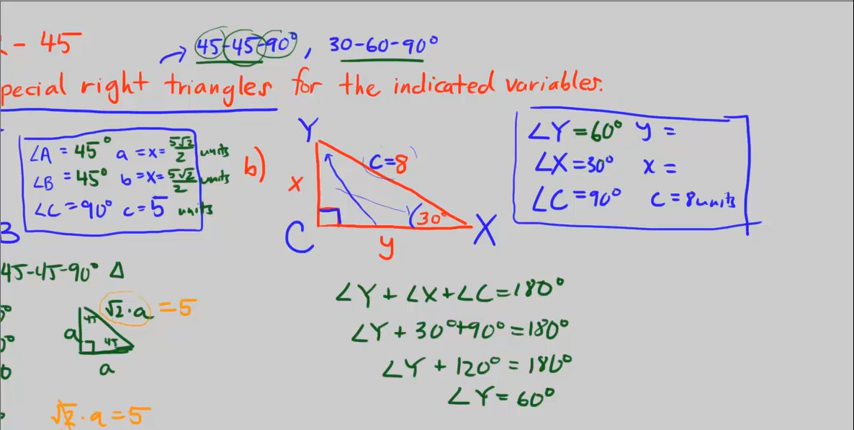 - 45
45-45-90°, 30-60-90°
pecial right triangles for the indicated variables.
∠A = 45° a = x = 5√2/2 units
∠B = 45° b = x = 5√2/2 units
∠C = 90° c = 5 units
b)
Y
c=8
x
30°
C
y
X
∠Y = 60° y =
∠X = 30° x =
∠C = 90° c = 8 units
B
45-45-90° Δ
√2·a = 5
45
a
45
a
√2·a = 5
∠Y + ∠X + ∠C = 180°
∠Y + 30° + 90° = 180°
∠Y + 120° = 180°
∠Y = 60°